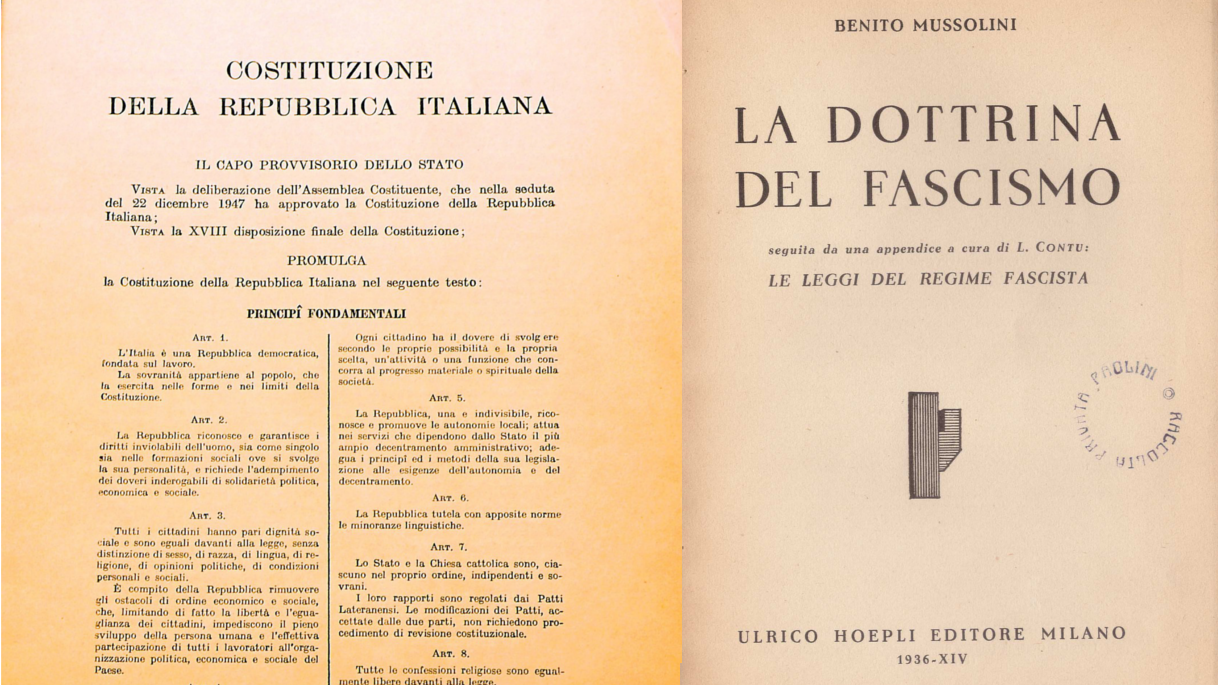 COSTITUZIONE
DELLA REPUBBLICA ITALIANA
IL CAPO PROVVISORIO DELLO STATO
VISTA la deliberazione dell'Assemblea Costituente, che nella seduta
del 22 dicembre 1947 ha approvato la Costituzione della Repubblica
Italiana;
VISTA la XVIII disposizione finale della Costituzione;
PROMULGA
la Costituzione della Repubblica Italiana nel seguente testo:
PRINCIPÎ FONDAMENTALI
ART. 1.
L'Italia è una Repubblica democratica,
fondata sul lavoro.
La sovranità appartiene al popolo, che
la esercita nelle forme e nei limiti della
Costituzione.
ART. 2.
La Repubblica riconosce e garantisce i
diritti inviolabili dell'uomo, sia come singolo
sia nelle formazioni sociali ove si svolge
la sua personalità, e richiede l'adempimento
dei doveri inderogabili di solidarietà politica,
economica e sociale.
ART. 3.
Tutti i cittadini hanno pari dignità so-
ciale e sono eguali davanti alla legge, senza
distinzione di sesso, di razza, di lingua, di re-
ligione, di opinioni politiche, di condizioni
personali e sociali.
È compito della Repubblica rimuovere
gli ostacoli di ordine economico e sociale,
che, limitando di fatto la libertà e l'egua-
glianza dei cittadini, impediscono il pieno
sviluppo della persona umana e l'effettiva
partecipazione di tutti i lavoratori all'orga-
nizzazione politica, economica e sociale del
Paese.
Ogni cittadino ha il dovere di svolgere
secondo le proprie possibilità e la propria
scelta, un'attività o una funzione che con-
corra al progresso materiale o spirituale della
società.
ART. 5.
La Repubblica, una e indivisibile, rico-
nosce e promuove le autonomie locali; attua
nei servizi che dipendono dallo Stato il più
ampio decentramento amministrativo; ade-
gua i principî ed i metodi della sua legisla-
zione alle esigenze dell'autonomia e del
decentramento.
ART. 6.
La Repubblica tutela con apposite norme
le minoranze linguistiche.
ART. 7.
Lo Stato e la Chiesa cattolica sono, cia-
scuno nel proprio ordine, indipendenti e so-
vrani.
I loro rapporti sono regolati dai Patti
Lateranensi. Le modificazioni dei Patti, ac-
cettate dalle due parti, non richiedono pro-
cedimento di revisione costituzionale.
ART. 8.
Tutte le confessioni religiose sono egual-
mente libere davanti alla legge.
BENITO MUSSOLINI
LA DOTTRINA
DEL FASCISMO
seguita da una appendice a cura di L. CONTU:
LE LEGGI DEL REGIME FASCISTA
RACCOLTA PRIVATA PAOLINI
ULRICO HOEPLI EDITORE MILANO
1936-XIV